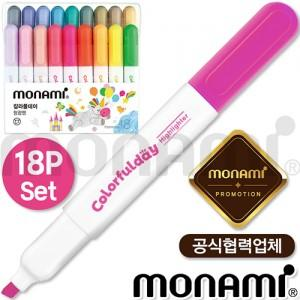 monami
컬러풀데이
형광펜
18P
Set
Colorfulday
Highlighter
monami
PROMOTION
공식협력업체
monami
monami